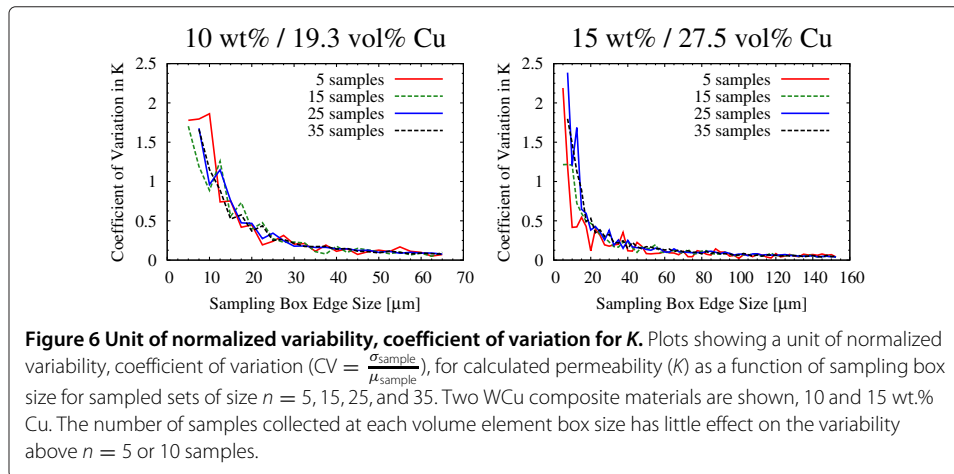 10 wt% / 19.3 vol% Cu
Coefficient of Variation in K
2.5
2
1.5
1
0.5
0
5 samples
15 samples
25 samples
35 samples
0 10 20 30 40 50 60 70
Sampling Box Edge Size [μm]
15 wt% / 27.5 vol% Cu
Coefficient of Variation in K
2.5
2
1.5
1
0.5
0
5 samples
15 samples
25 samples
35 samples
0 20 40 60 80 100 120 140 160
Sampling Box Edge Size [μm]
Figure 6 Unit of normalized variability, coefficient of variation for K. Plots showing a unit of normalized
variability, coefficient of variation (CV = σsample/μsample), for calculated permeability (K) as a function of sampling box
size for sampled sets of size n = 5, 15, 25, and 35. Two WCu composite materials are shown, 10 and 15 wt.%
Cu. The number of samples collected at each volume element box size has little effect on the variability
above n = 5 or 10 samples.